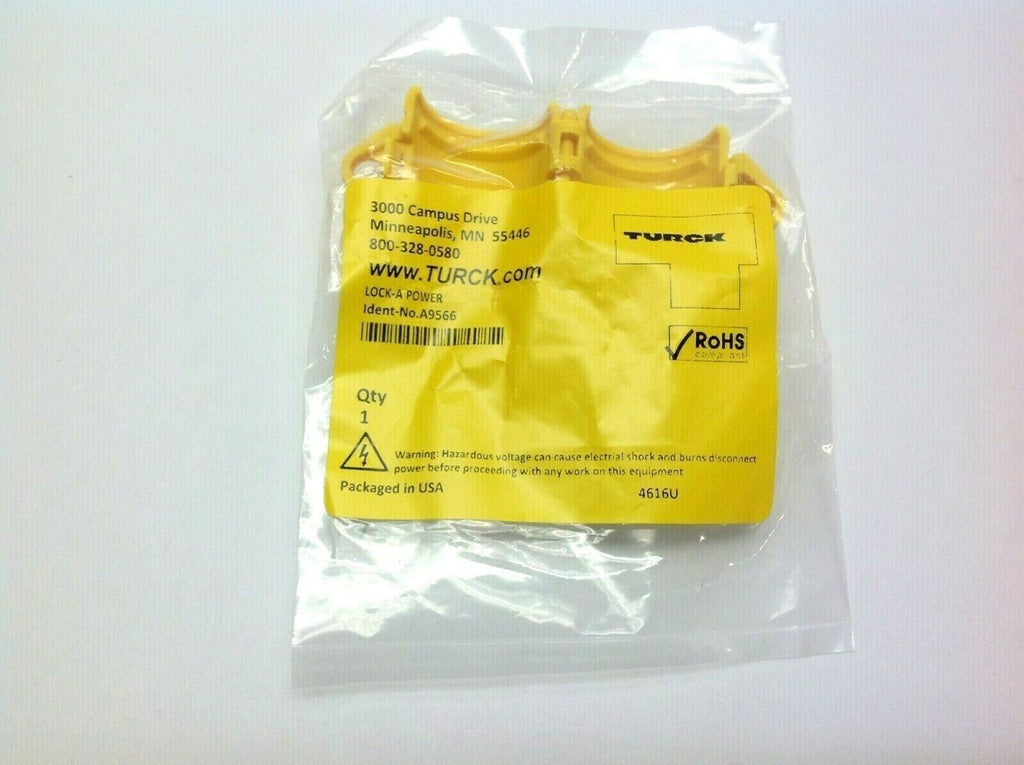 3000 Campus Drive
Minneapolis, MN 55446
800-328-0580
www.TURCK.com
LOCK-A POWER
Ident-No.A9566
TURCK
RoHS
compliant
Qty
1
Warning: Hazardous voltage can cause electrial shock and burns disconnect
power before proceeding with any work on this equipment
Packaged in USA
4616U